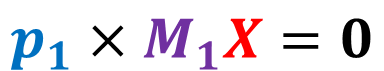 p₁ × M₁X = 0